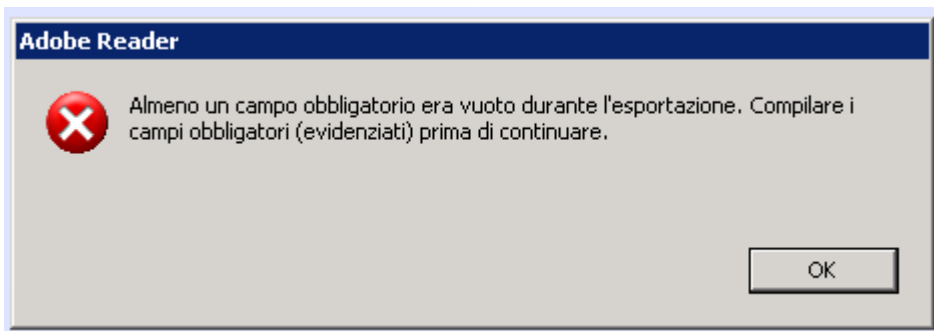 Adobe Reader
Almeno un campo obbligatorio era vuoto durante l'esportazione. Compilare i
campi obbligatori (evidenziati) prima di continuare.
OK